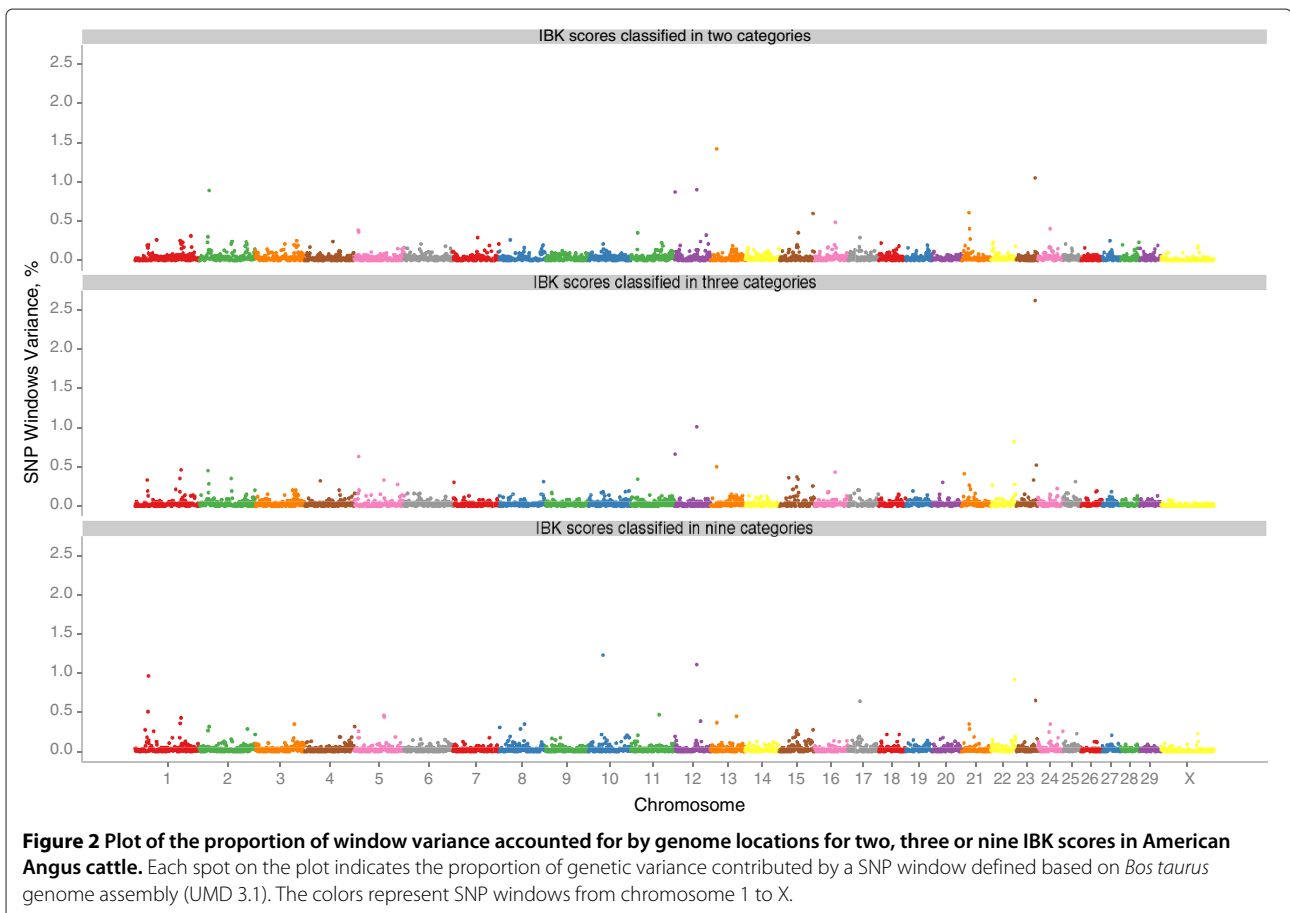 IBK scores classified in two categories
2.5
2.0
1.5
1.0
0.5
0.0
IBK scores classified in three categories
2.5
2.0
1.5
1.0
0.5
0.0
IBK scores classified in nine categories
2.5
2.0
1.5
1.0
0.5
0.0
SNP Windows Variance, %
1 2 3 4 5 6 7 8 9 10 11 12 13 14 15 16 17 18 19 20 21 22 23 24 25 26 27 28 29 X
Chromosome
Figure 2 Plot of the proportion of window variance accounted for by genome locations for two, three or nine IBK scores in American
Angus cattle. Each spot on the plot indicates the proportion of genetic variance contributed by a SNP window defined based on Bos taurus
genome assembly (UMD 3.1). The colors represent SNP windows from chromosome 1 to X.